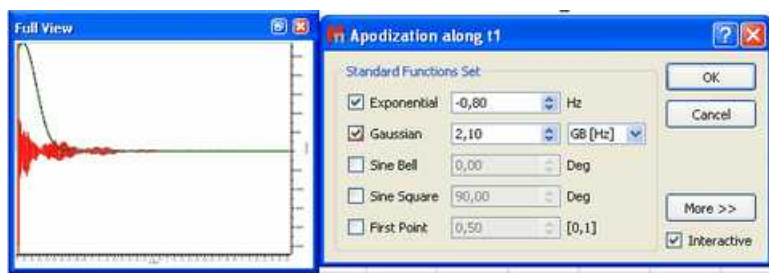 Full View
Apodization along t1
Standard Functions Set
Exponential -0,80 Hz
Gaussian 2,10 GB [Hz]
Sine Bell 0,00 Deg
Sine Square 90,00 Deg
First Point 0,50 [0,1]
OK
Cancel
More >>
Interactive